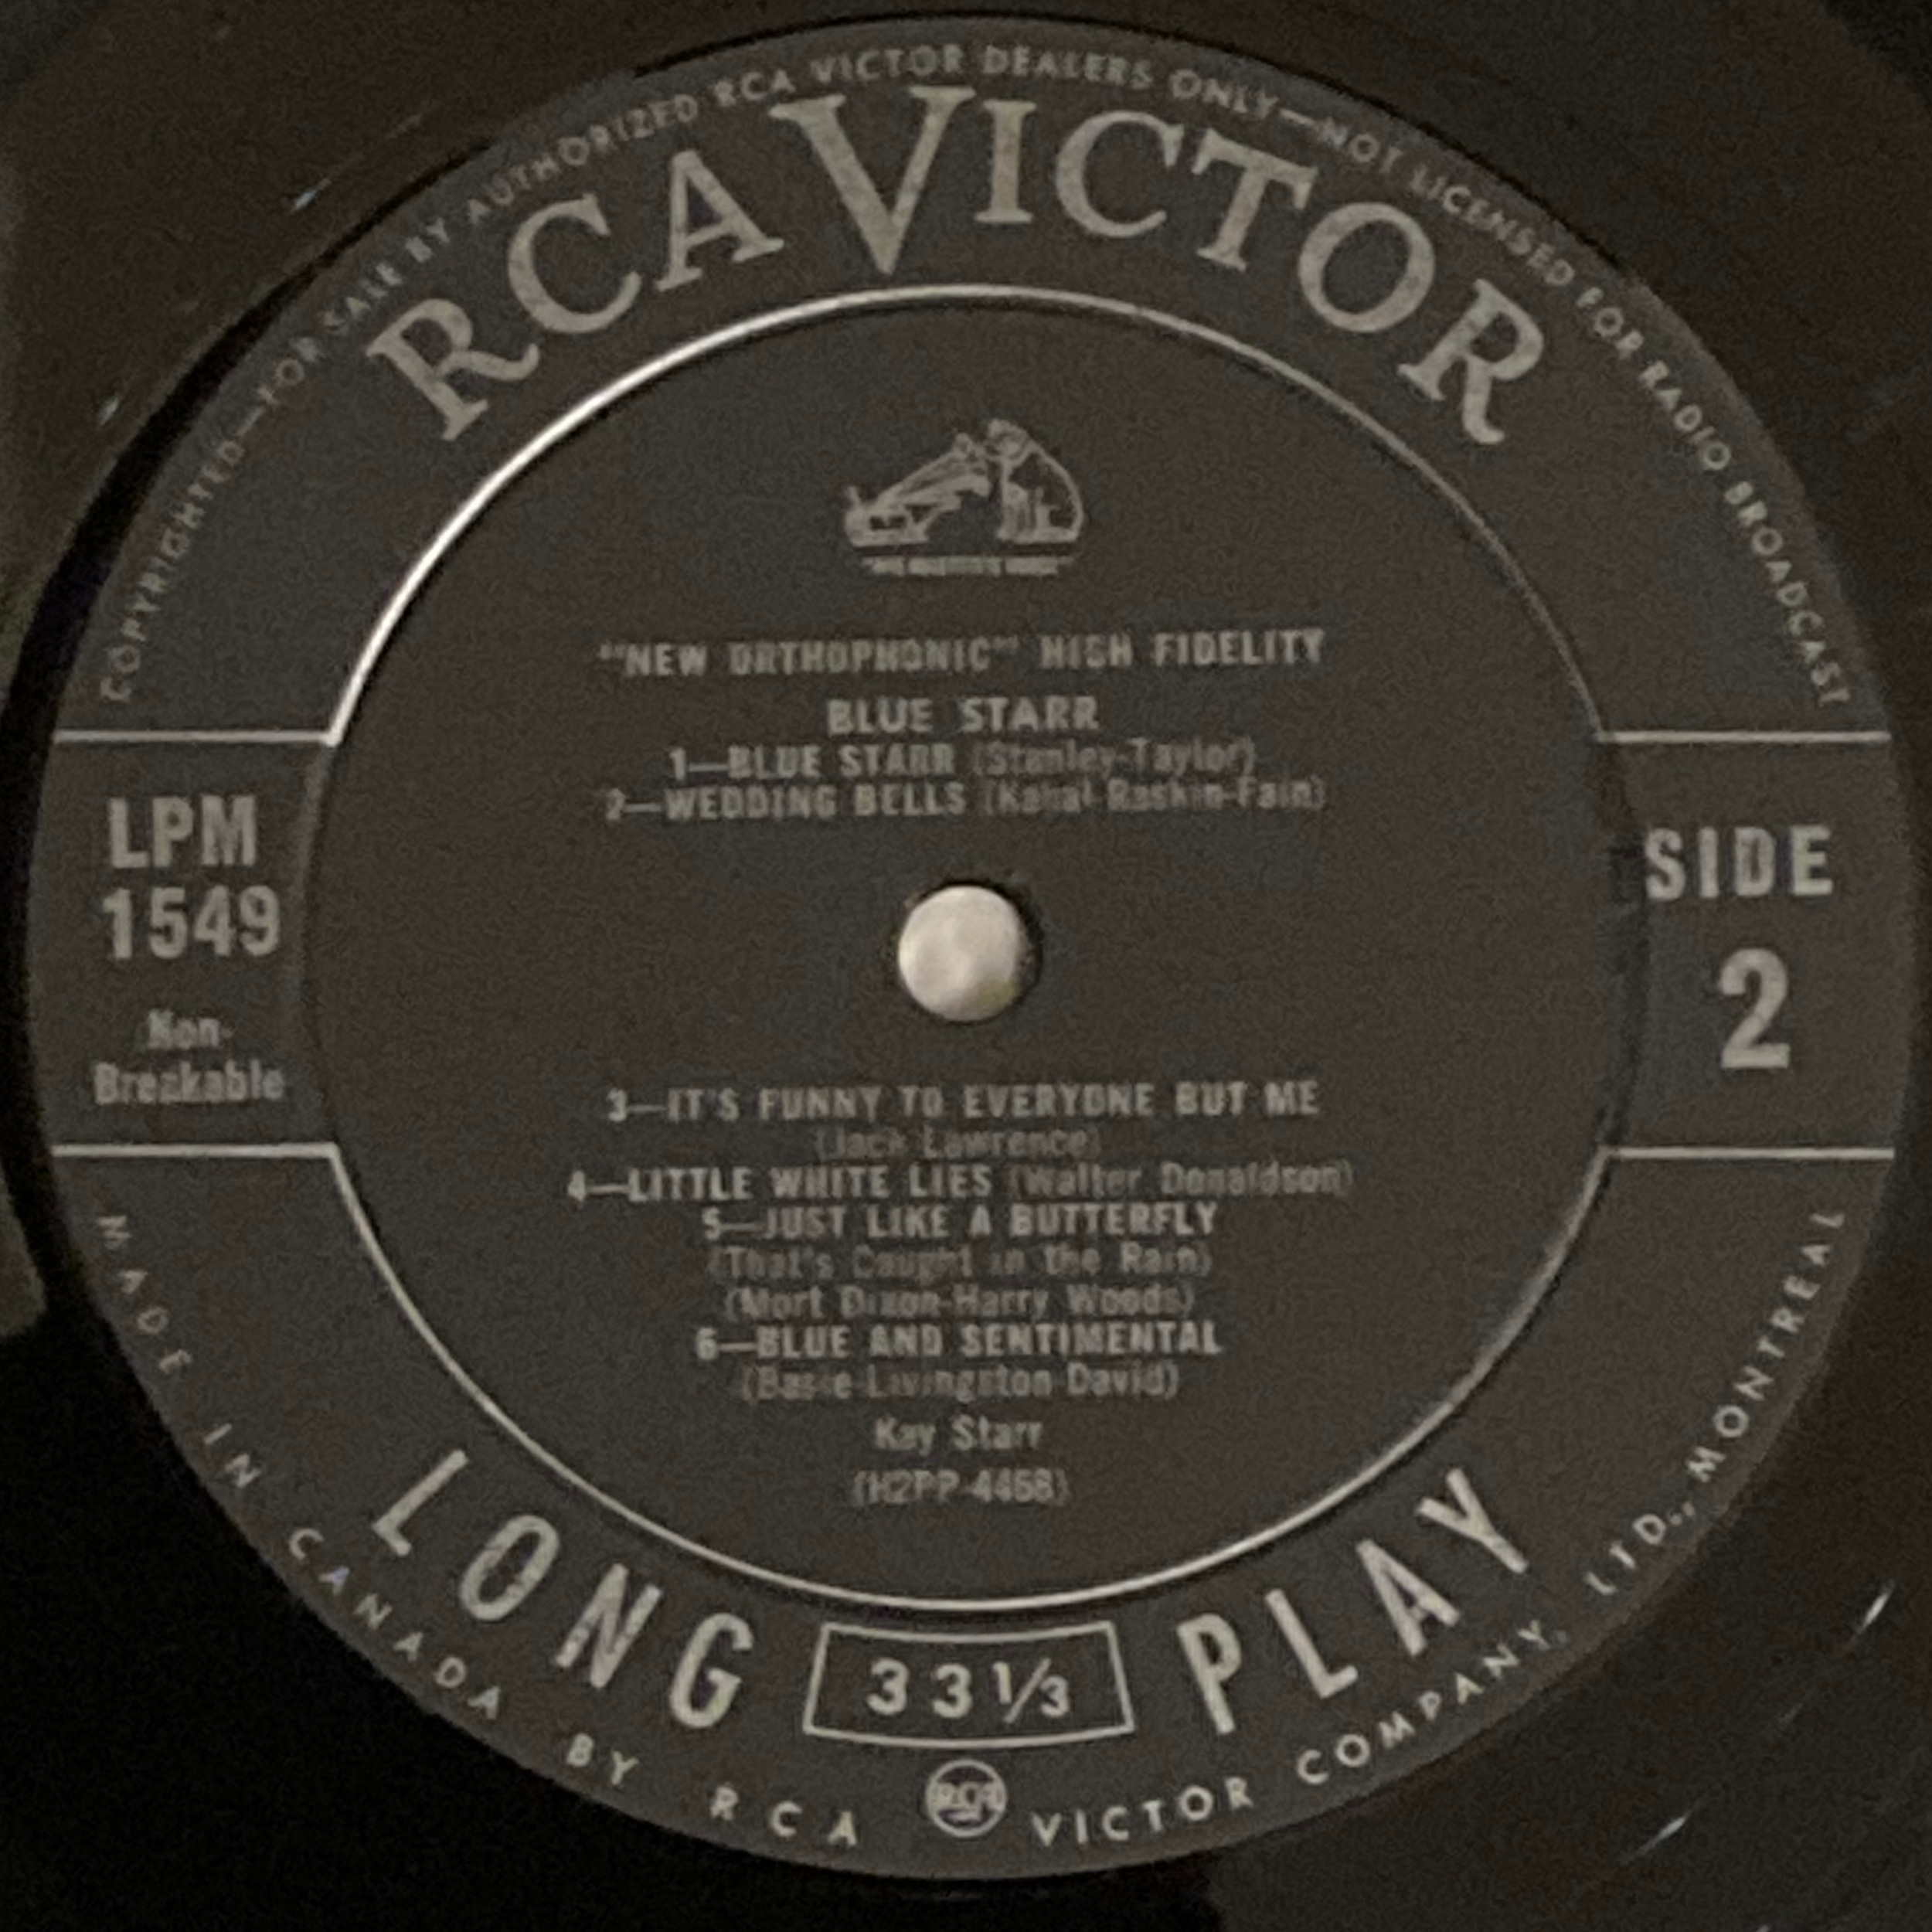 COPYRIGHTED—FOR SALE BY AUTHORIZED RCA VICTOR DEALERS ONLY—NOT LICENSED FOR RADIO BROADCAST
RCA VICTOR
"NEW ORTHOPHONIC" HIGH FIDELITY
BLUE STARR
1—BLUE STARR (Stanley-Taylor)
2—WEDDING BELLS (Kahal-Raskin-Fain)
LPM
1549
Non-
Breakable
SIDE
2
3—IT'S FUNNY TO EVERYONE BUT ME
(Jack Lawrence)
4—LITTLE WHITE LIES (Walter Donaldson)
5—JUST LIKE A BUTTERFLY
(That's Caught in the Rain)
(Mort Dixon-Harry Woods)
6—BLUE AND SENTIMENTAL
(Basie-Livingston-David)
Kay Starr
(H2PP-4458)
LONG 33⅓ PLAY
MADE IN CANADA BY RCA RCA VICTOR COMPANY, LTD., MONTREAL